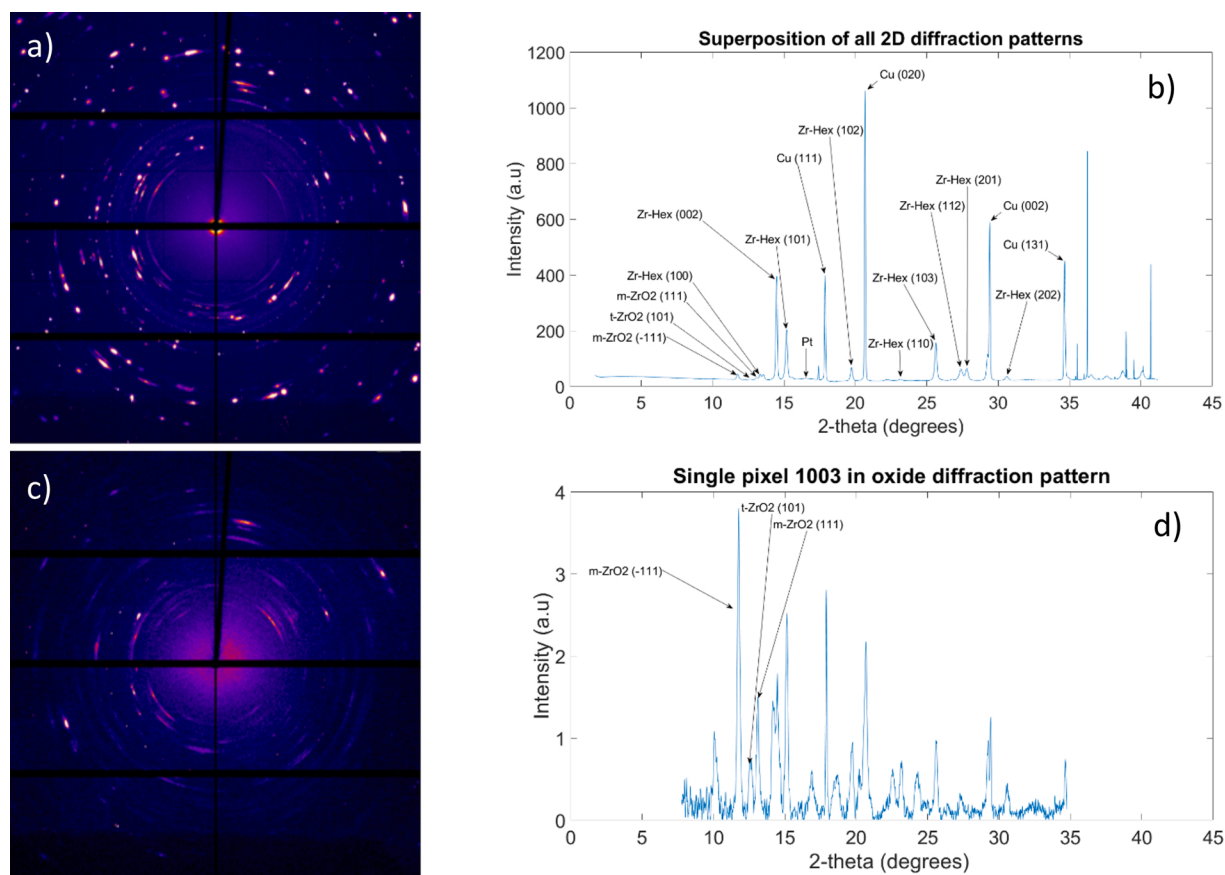 a)
Superposition of all 2D diffraction patterns
b)
1200
1000
800
600
400
200
0
Intensity (a.u)
Cu (020)
Zr-Hex (102)
Cu (111)
Zr-Hex (201)
Zr-Hex (112)
Cu (002)
Zr-Hex (002)
Zr-Hex (101)
Cu (131)
Zr-Hex (100)
Zr-Hex (103)
m-ZrO2 (111)
Zr-Hex (202)
t-ZrO2 (101)
Pt
Zr-Hex (110)
m-ZrO2 (-111)
0 5 10 15 20 25 30 35 40 45
2-theta (degrees)
c)
Single pixel 1003 in oxide diffraction pattern
d)
4
3
2
1
0
Intensity (a.u)
t-ZrO2 (101)
m-ZrO2 (111)
m-ZrO2 (-111)
0 5 10 15 20 25 30 35 40 45
2-theta (degrees)